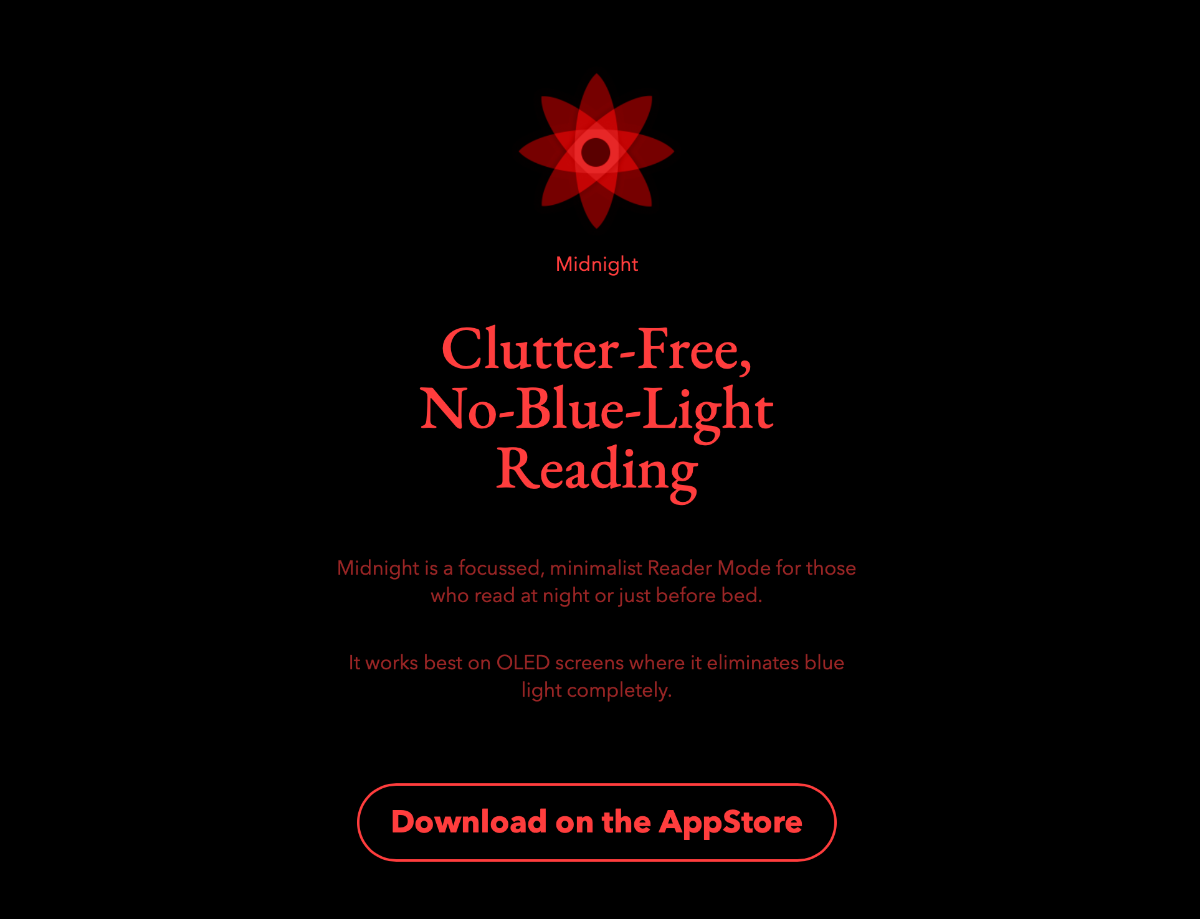 Midnight
Clutter-Free,
No-Blue-Light
Reading
Midnight is a focussed, minimalist Reader Mode for those
who read at night or just before bed.
It works best on OLED screens where it eliminates blue
light completely.
Download on the AppStore